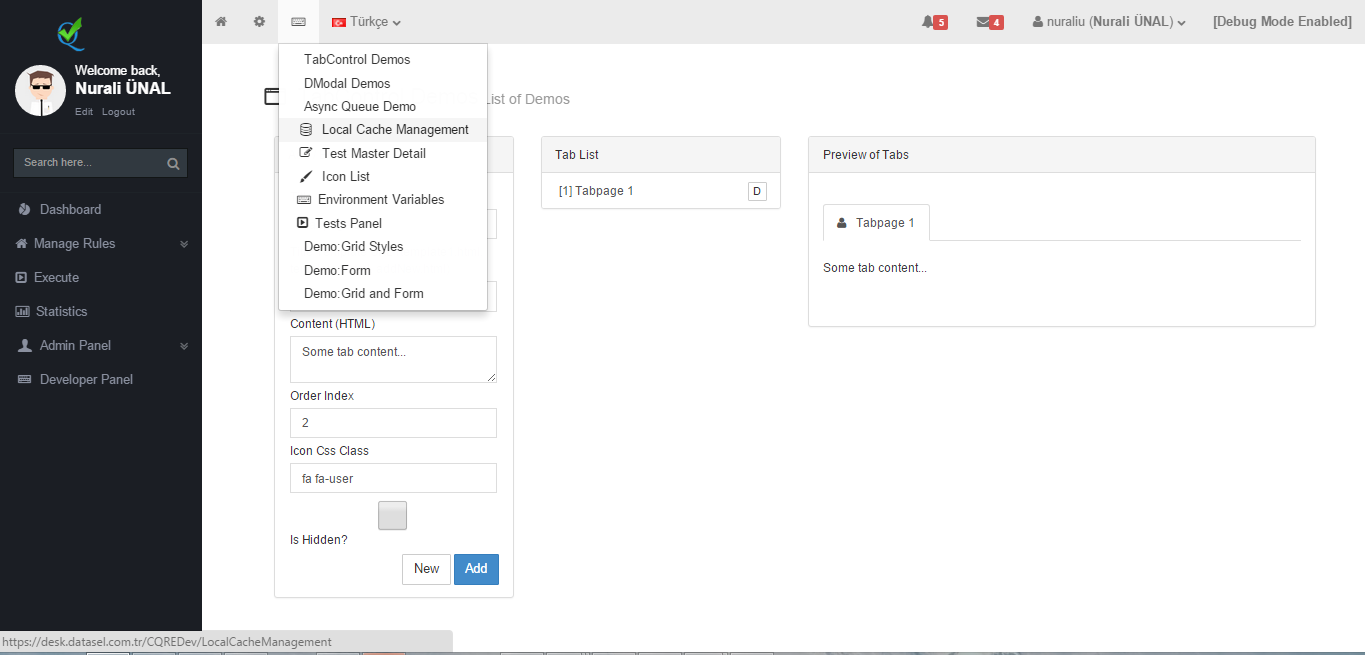 Türkçe
5
4
nuraliu (Nurali ÜNAL)
[Debug Mode Enabled]
Welcome back,
Nurali ÜNAL
Edit Logout
Search here...
Dashboard
Manage Rules
Execute
Statistics
Admin Panel
Developer Panel
TabControl Demos
DModal Demos
Async Queue Demo
Local Cache Management
Test Master Detail
Icon List
Environment Variables
Tests Panel
Demo:Grid Styles
Demo:Form
Demo:Grid and Form
List of Demos
Content (HTML)
Some tab content...
Order Index
2
Icon Css Class
fa fa-user
Is Hidden?
New Add
Tab List
[1] Tabpage 1 D
Preview of Tabs
Tabpage 1
Some tab content...
https://desk.datasel.com.tr/CQREDev/LocalCacheManagement